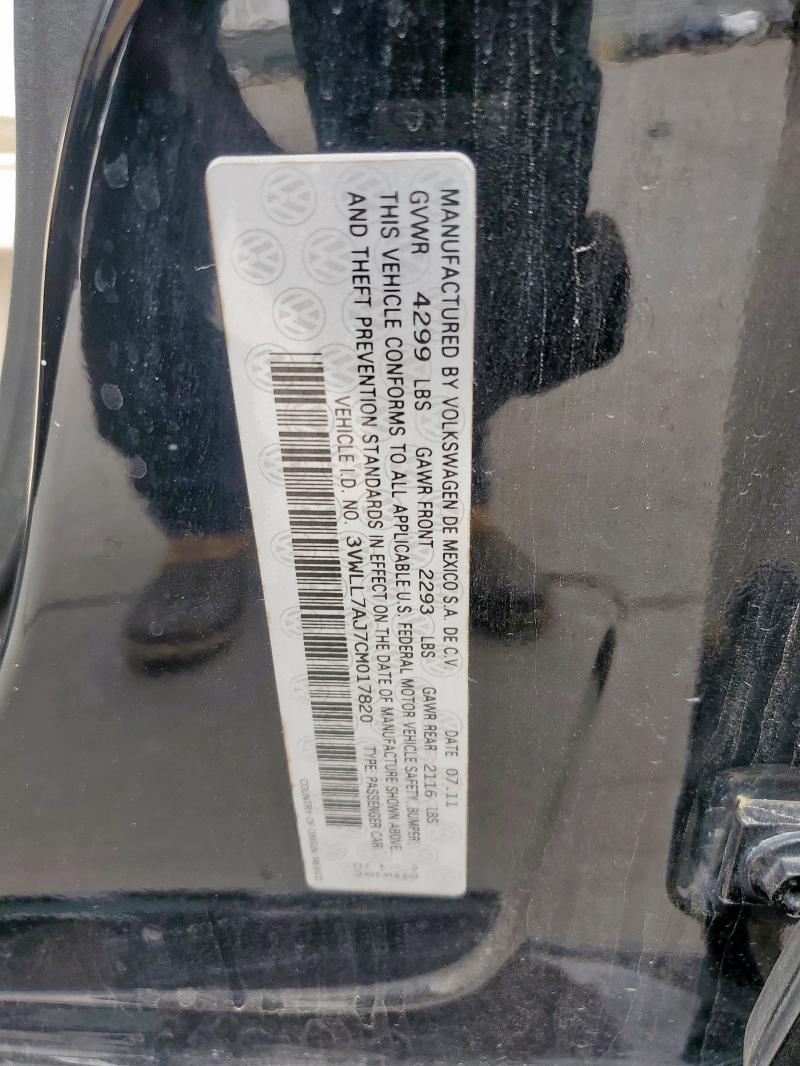 MANUFACTURED BY VOLKSWAGEN DE MEXICO S.A. DE C.V. DATE 07.11
GVWR 4299 LBS GAWR FRONT 2293 LBS GAWR REAR 2116 LBS
THIS VEHICLE CONFORMS TO ALL APPLICABLE U.S. FEDERAL MOTOR VEHICLE SAFETY, BUMPER
AND THEFT PREVENTION STANDARDS IN EFFECT ON THE DATE OF MANUFACTURE SHOWN ABOVE.
VEHICLE I.D. NO. 3VWLL7AJ7CM017820 TYPE: PASSENGER CAR
COUNTRY OF ORIGIN: MEXICO